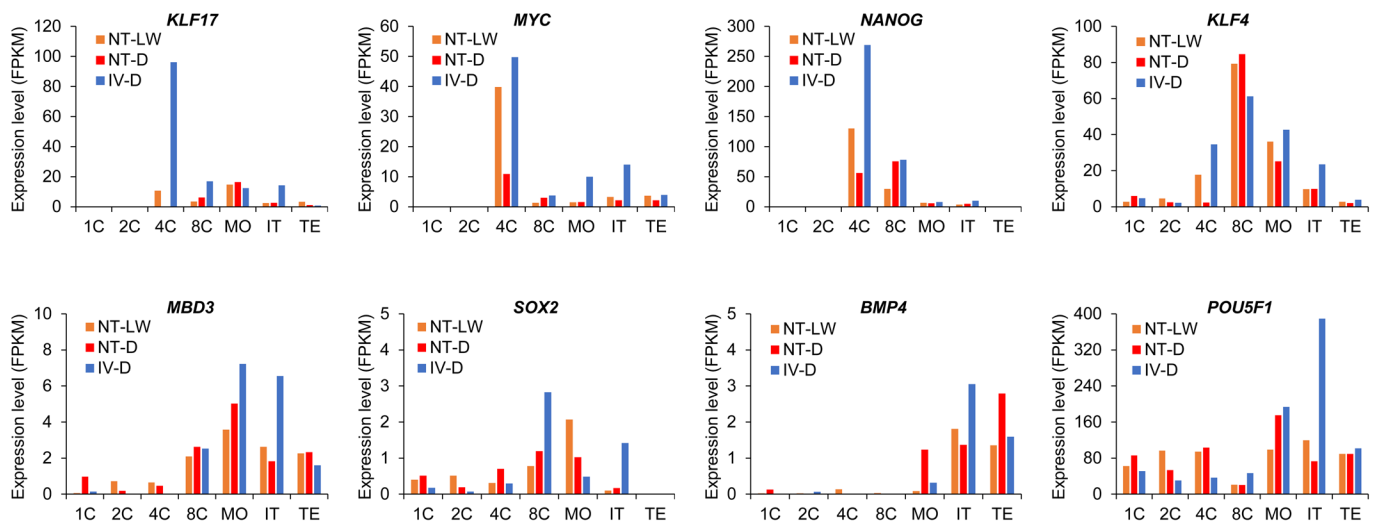 KLF17
Expression level (FPKM)
120
100
80
60
40
20
0
NT-LW
NT-D
IV-D
1C 2C 4C 8C MO IT TE
MYC
Expression level (FPKM)
60
50
40
30
20
10
0
NT-LW
NT-D
IV-D
1C 2C 4C 8C MO IT TE
NANOG
Expression level (FPKM)
300
250
200
150
100
50
0
NT-LW
NT-D
IV-D
1C 2C 4C 8C MO IT TE
KLF4
Expression level (FPKM)
100
80
60
40
20
0
NT-LW
NT-D
IV-D
1C 2C 4C 8C MO IT TE
MBD3
Expression level (FPKM)
10
8
6
4
2
0
NT-LW
NT-D
IV-D
1C 2C 4C 8C MO IT TE
SOX2
Expression level (FPKM)
5
4
3
2
1
0
NT-LW
NT-D
IV-D
1C 2C 4C 8C MO IT TE
BMP4
Expression level (FPKM)
5
4
3
2
1
0
NT-LW
NT-D
IV-D
1C 2C 4C 8C MO IT TE
POU5F1
Expression level (FPKM)
400
320
240
160
80
0
NT-LW
NT-D
IV-D
1C 2C 4C 8C MO IT TE